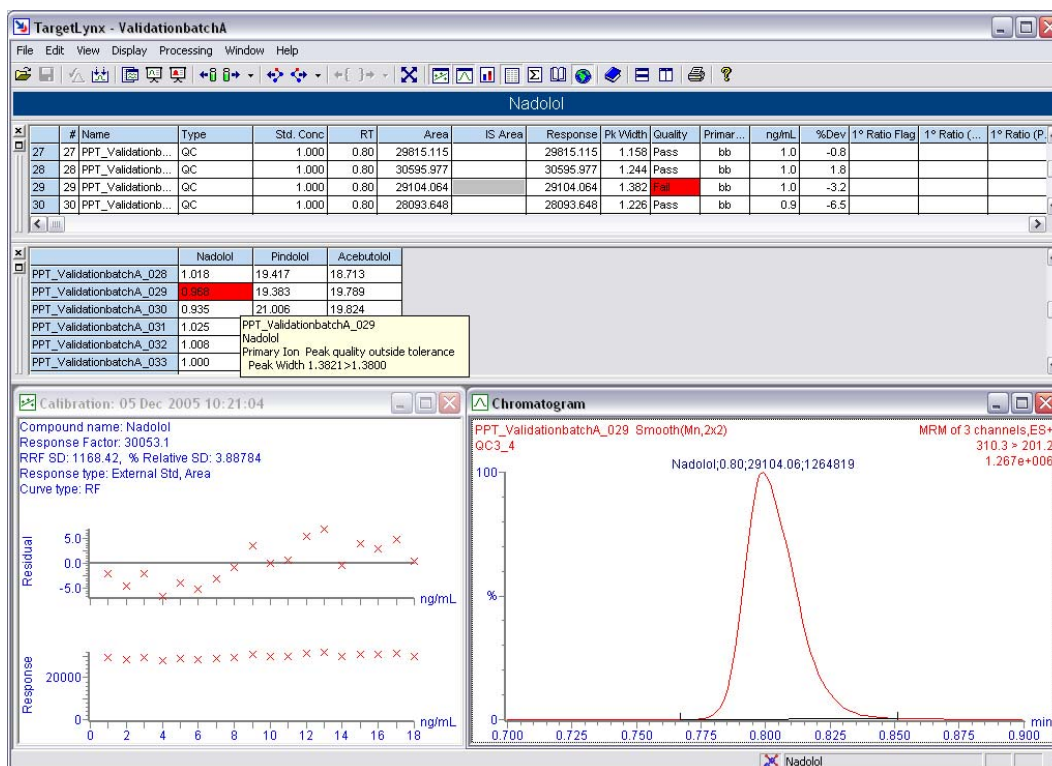 TargetLynx - ValidationbatchA
File Edit View Display Processing Window Help
Nadolol
# Name Type Std. Conc RT Area IS Area Response Pk Width Quality Primar... ng/mL %Dev 1° Ratio Flag 1° Ratio (... 1° Ratio (P...
27 27 PPT_Validationb... QC 1.000 0.80 29815.115 29815.115 1.158 Pass bb 1.0 -0.8
28 28 PPT_Validationb... QC 1.000 0.80 30595.977 30595.977 1.244 Pass bb 1.0 1.8
29 29 PPT_Validationb... QC 1.000 0.80 29104.064 29104.064 1.382 Fail bb 1.0 -3.2
30 30 PPT_Validationb... QC 1.000 0.80 28093.648 28093.648 1.226 Pass bb 0.9 -6.5
Nadolol Pindolol Acebutolol
PPT_ValidationbatchA_028 1.018 19.417 18.713
PPT_ValidationbatchA_029 0.968 19.383 19.789
PPT_ValidationbatchA_030 0.935 21.006 19.824
PPT_ValidationbatchA_031 1.025
PPT_ValidationbatchA_032 1.008
PPT_ValidationbatchA_033 1.000
PPT_ValidationbatchA_029
Nadolol
Primary Ion Peak quality outside tolerance
Peak Width 1.3821>1.3800
Calibration: 05 Dec 2005 10:21:04
Compound name: Nadolol
Response Factor: 30053.1
RRF SD: 1168.42, % Relative SD: 3.88784
Response type: External Std, Area
Curve type: RF
Residual
5.0
0.0
-5.0
ng/mL
Response
20000
0
ng/mL
0 2 4 6 8 10 12 14 16 18
Chromatogram
PPT_ValidationbatchA_029 Smooth(Mn,2x2) MRM of 3 channels,ES+
QC3_4 310.3 > 201.2
1.267e+006
Nadolol;0.80;29104.06;1264819
100
%
0
min
0.700 0.725 0.750 0.775 0.800 0.825 0.850 0.875 0.900
Nadolol